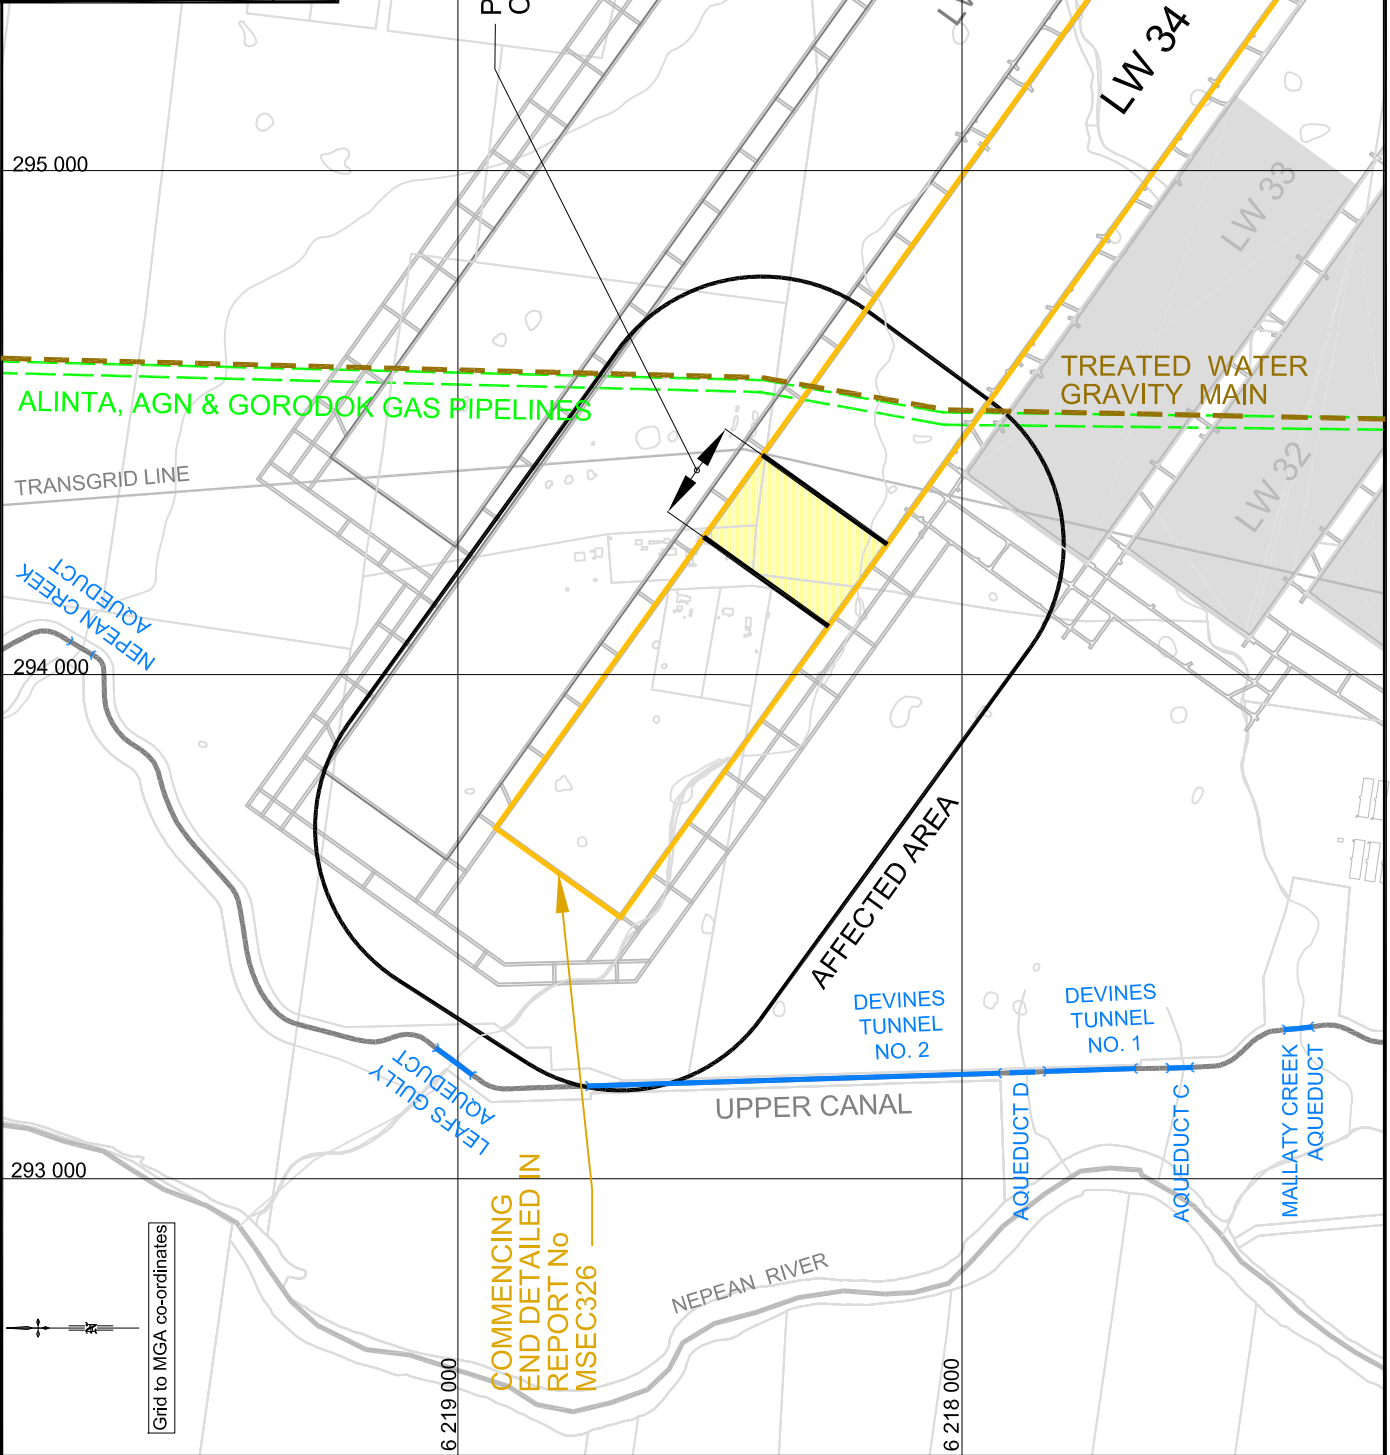 LW 34
295 000
LW 33
TREATED WATER
GRAVITY MAIN
ALINTA, AGN & GORODOK GAS PIPELINES
LW 32
TRANSGRID LINE
NEPEAN CREEK
AQUEDUCT
294 000
AFFECTED AREA
DEVINES
TUNNEL
NO. 2
DEVINES
TUNNEL
NO. 1
LEAFS GULLY
AQUEDUCT
UPPER CANAL
AQUEDUCT D
AQUEDUCT C
MALLATY CREEK
AQUEDUCT
293 000
COMMENCING
END DETAILED IN
REPORT No
MSEC326
NEPEAN RIVER
Grid to MGA co-ordinates
N
6 219 000
6 218 000